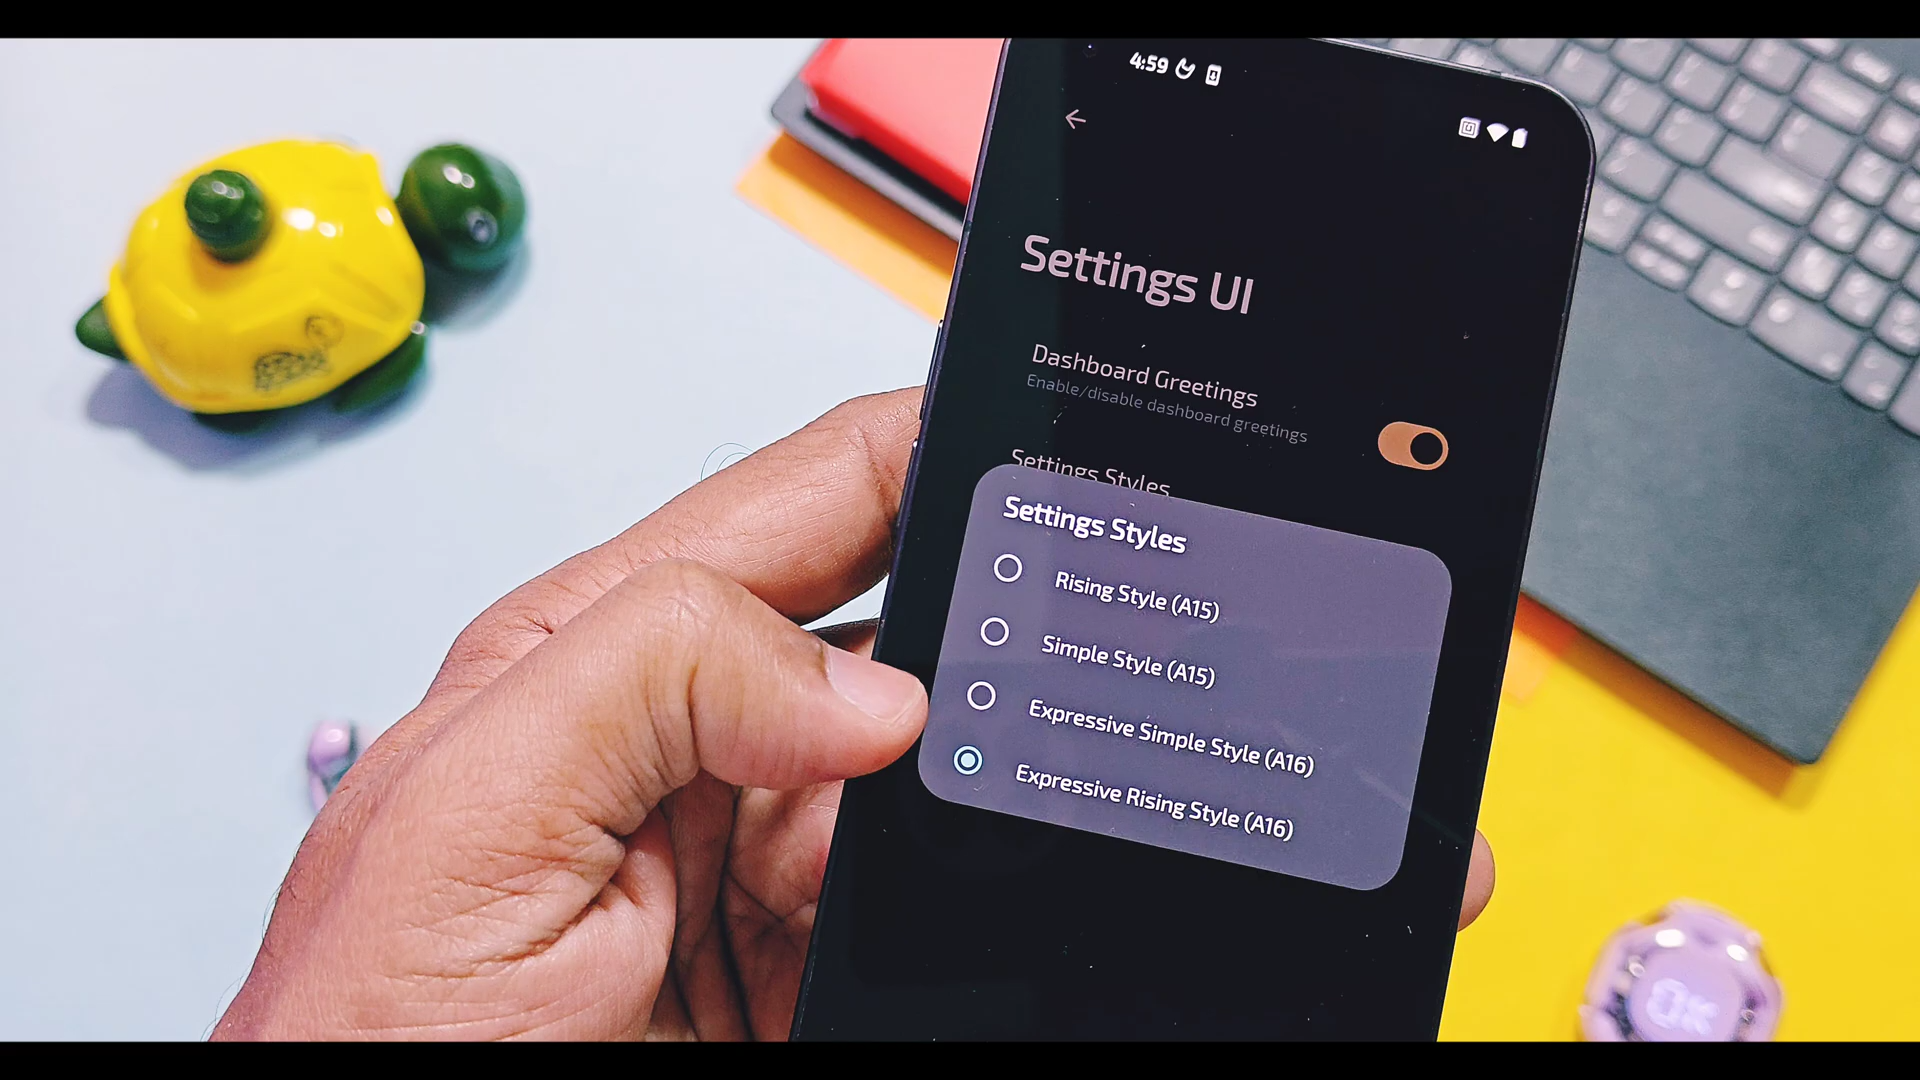 4:59
Settings UI
Dashboard Greetings
Enable/disable dashboard greetings
Settings Styles
Settings Styles
Rising Style (A15)
Simple Style (A15)
Expressive Simple Style (A16)
Expressive Rising Style (A16)